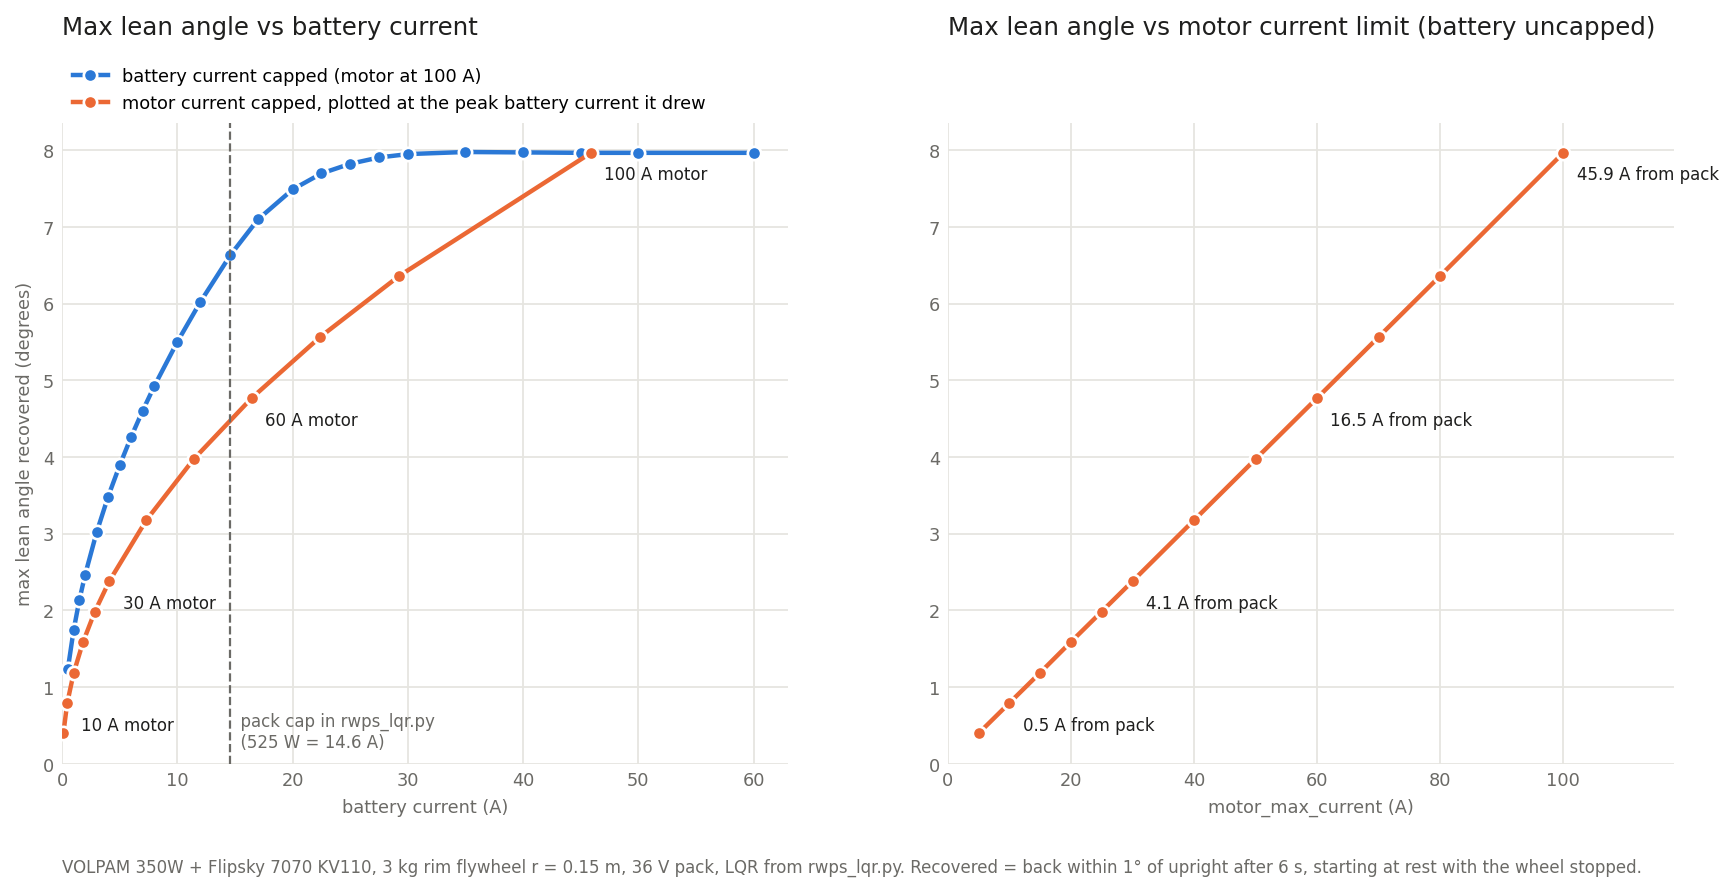 Max lean angle vs battery current
battery current capped (motor at 100 A)
motor current capped, plotted at the peak battery current it drew
max lean angle recovered (degrees)
8
7
6
5
4
3
2
1
0
100 A motor
60 A motor
30 A motor
10 A motor
pack cap in rwps_lqr.py
(525 W = 14.6 A)
0 10 20 30 40 50 60
battery current (A)
Max lean angle vs motor current limit (battery uncapped)
8
7
6
5
4
3
2
1
0
45.9 A from pack
16.5 A from pack
4.1 A from pack
0.5 A from pack
0 20 40 60 80 100
motor_max_current (A)
VOLPAM 350W + Flipsky 7070 KV110, 3 kg rim flywheel r = 0.15 m, 36 V pack, LQR from rwps_lqr.py. Recovered = back within 1° of upright after 6 s, starting at rest with the wheel stopped.